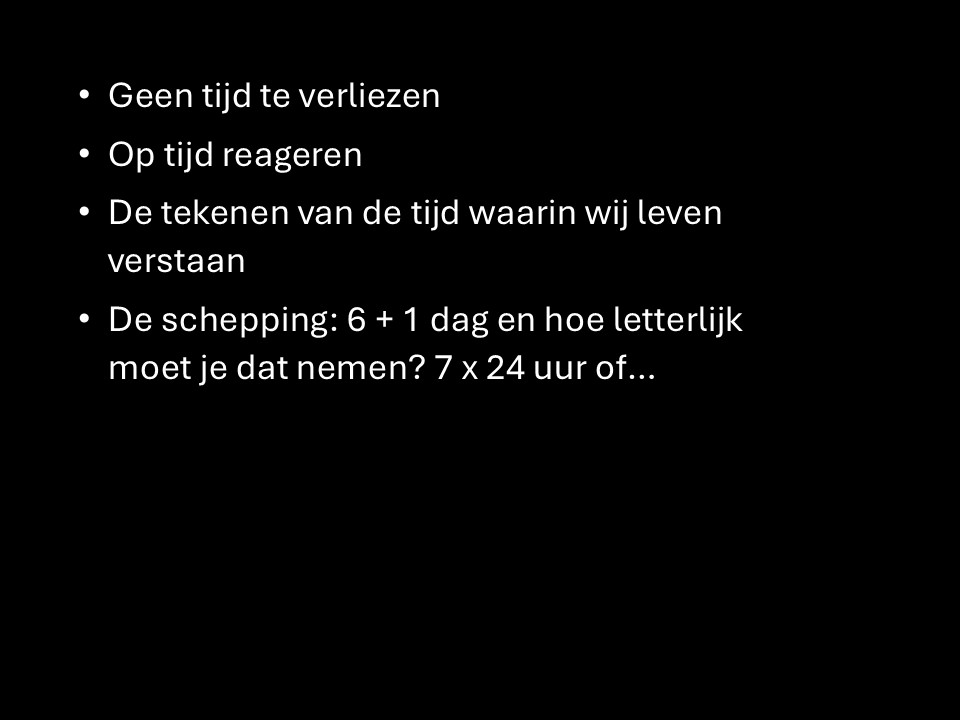 • Geen tijd te verliezen
• Op tijd reageren
• De tekenen van de tijd waarin wij leven
verstaan
• De schepping: 6 + 1 dag en hoe letterlijk
moet je dat nemen? 7 x 24 uur of…